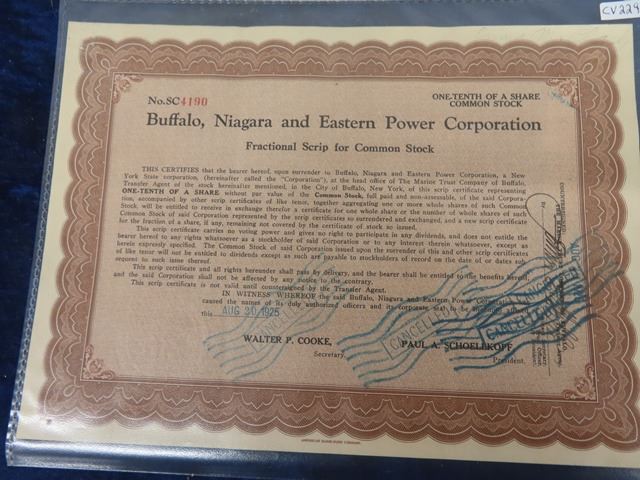 CV229
No.SC4190
ONE-TENTH OF A SHARE
COMMON STOCK
Buffalo, Niagara and Eastern Power Corporation
Fractional Scrip for Common Stock
THIS CERTIFIES that the bearer hereof, upon surrender to Buffalo, Niagara and Eastern Power Corporation, a New
York State corporation, (hereinafter called the "Corporation"), at the head office of The Marine Trust Company of Buffalo,
Transfer Agent of the stock hereinafter mentioned, in the City of Buffalo, New York, of this scrip certificate representing
ONE-TENTH OF A SHARE without par value of the Common Stock, full paid and non-assessable, of the said Corpora-
tion, accompanied by other scrip certificates of like tenor, together aggregating one or more whole shares of such Common
Stock, will be entitled to receive in exchange therefor a certificate for one whole share or the number of whole shares of such
Common Stock of said Corporation represented by the scrip certificates so surrendered and exchanged, and a new scrip certificate
for the fraction of a share, if any, remaining not covered by the certificate of stock so issued.
This scrip certificate carries no voting power and gives no right to participate in any dividends, and does not entitle the
bearer hereof to any rights whatsoever as a stockholder of said Corporation or to any interest therein whatsoever, except as
herein expressly specified. The Common Stock of said Corporation issued upon the surrender of this and other scrip certificates
of like tenor will not be entitled to dividends except as such are payable to stockholders of record on the date of or dates sub-
sequent to such issue thereof.
This scrip certificate and all rights hereunder shall pass by delivery, and the bearer shall be entitled to the benefits hereof,
and the said Corporation shall not be affected by any notice to the contrary.
This scrip certificate is not valid until countersigned by the Transfer Agent.
IN WITNESS WHEREOF the said Buffalo, Niagara and Eastern Power Corporation
caused the names of its duly authorized officers and its corporate seal to be
this AUG 20 1925
CANCELLED
CANCELLED
WALTER P. COOKE,
Secretary.
PAUL A. SCHOELLKOPF
President.
COUNTERSIGNED
AMERICAN BANK NOTE COMPANY.